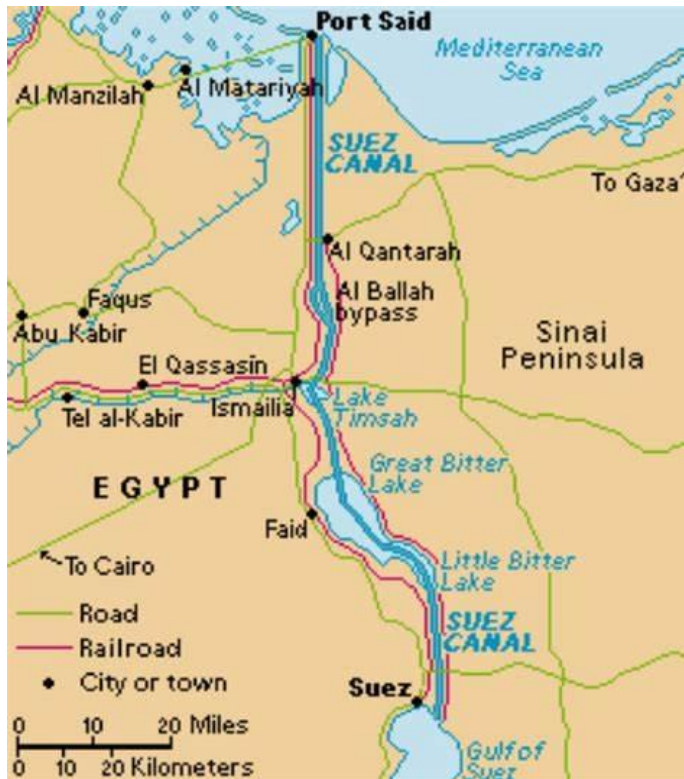 Port Said
Mediterranean
Sea
Al Manzilah
Al Matariyah
SUEZ
CANAL
To Gaza
Al Qantarah
Al Ballah
bypass
Faqus
Abu Kabir
Sinai
Peninsula
El Qassasîn
Ismailia
Lake
Timsah
Tel al-Kabir
Great Bitter
Lake
EGYPT
Faid
To Cairo
Little Bitter
Lake
Road
Railroad
SUEZ
CANAL
City or town
Suez
0 10 20 Miles
0 10 20 Kilometers
Gulf of
Suez